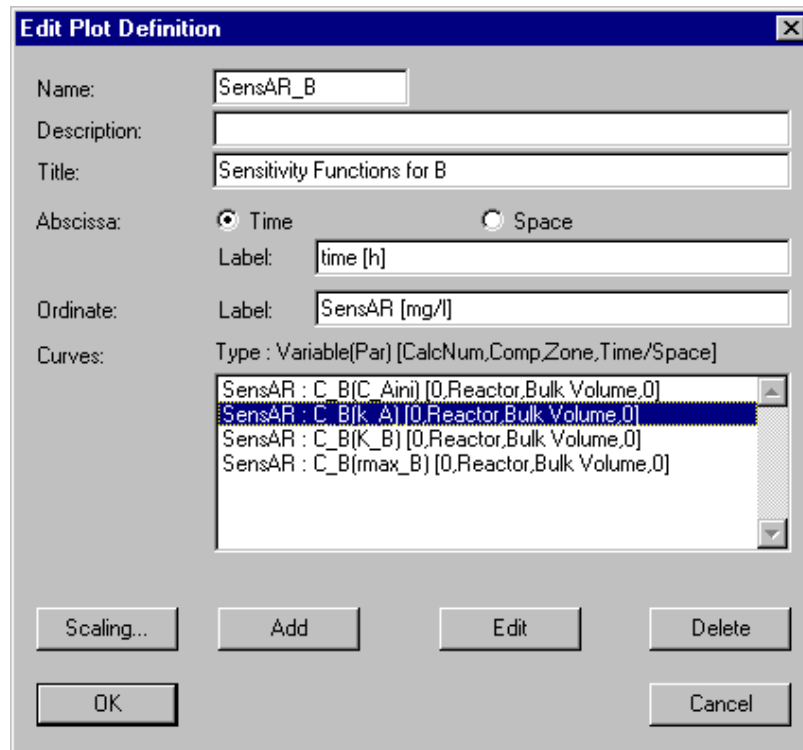 Edit Plot Definition
Name: SensAR_B
Description:
Title: Sensitivity Functions for B
Abscissa: Time Space
Label: time [h]
Ordinate: Label: SensAR [mg/l]
Curves: Type : Variable(Par) [CalcNum,Comp,Zone,Time/Space]
SensAR : C_B(C_Aini) [0,Reactor,Bulk Volume,0]
SensAR : C_B(k_A) [0,Reactor,Bulk Volume,0]
SensAR : C_B(K_B) [0,Reactor,Bulk Volume,0]
SensAR : C_B(rmax_B) [0,Reactor,Bulk Volume,0]
Scaling... Add Edit Delete
OK Cancel